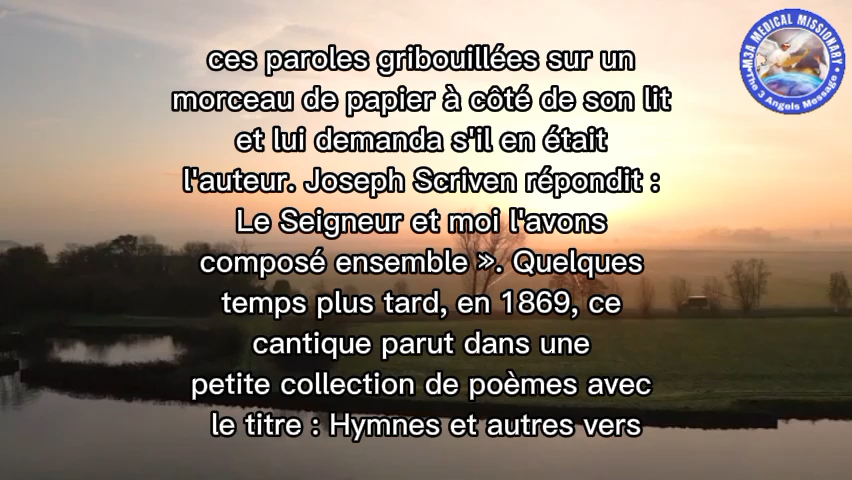 ces paroles gribouillées sur un
morceau de papier à côté de son lit
et lui demanda s'il en était
l'auteur. Joseph Scriven répondit :
Le Seigneur et moi l'avons
composé ensemble ». Quelques
temps plus tard, en 1869, ce
cantique parut dans une
petite collection de poèmes avec
le titre : Hymnes et autres vers
M3A MEDICAL MISSIONARY
The 3 Angels Message